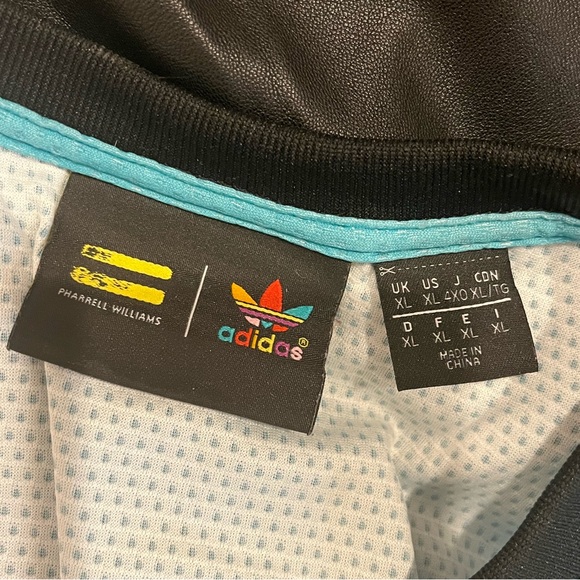 PHARRELL WILLIAMS
adidas®
UK US J CDN
XL XL 4XO XL/TG
D F E I
XL XL XL XL
MADE IN
CHINA